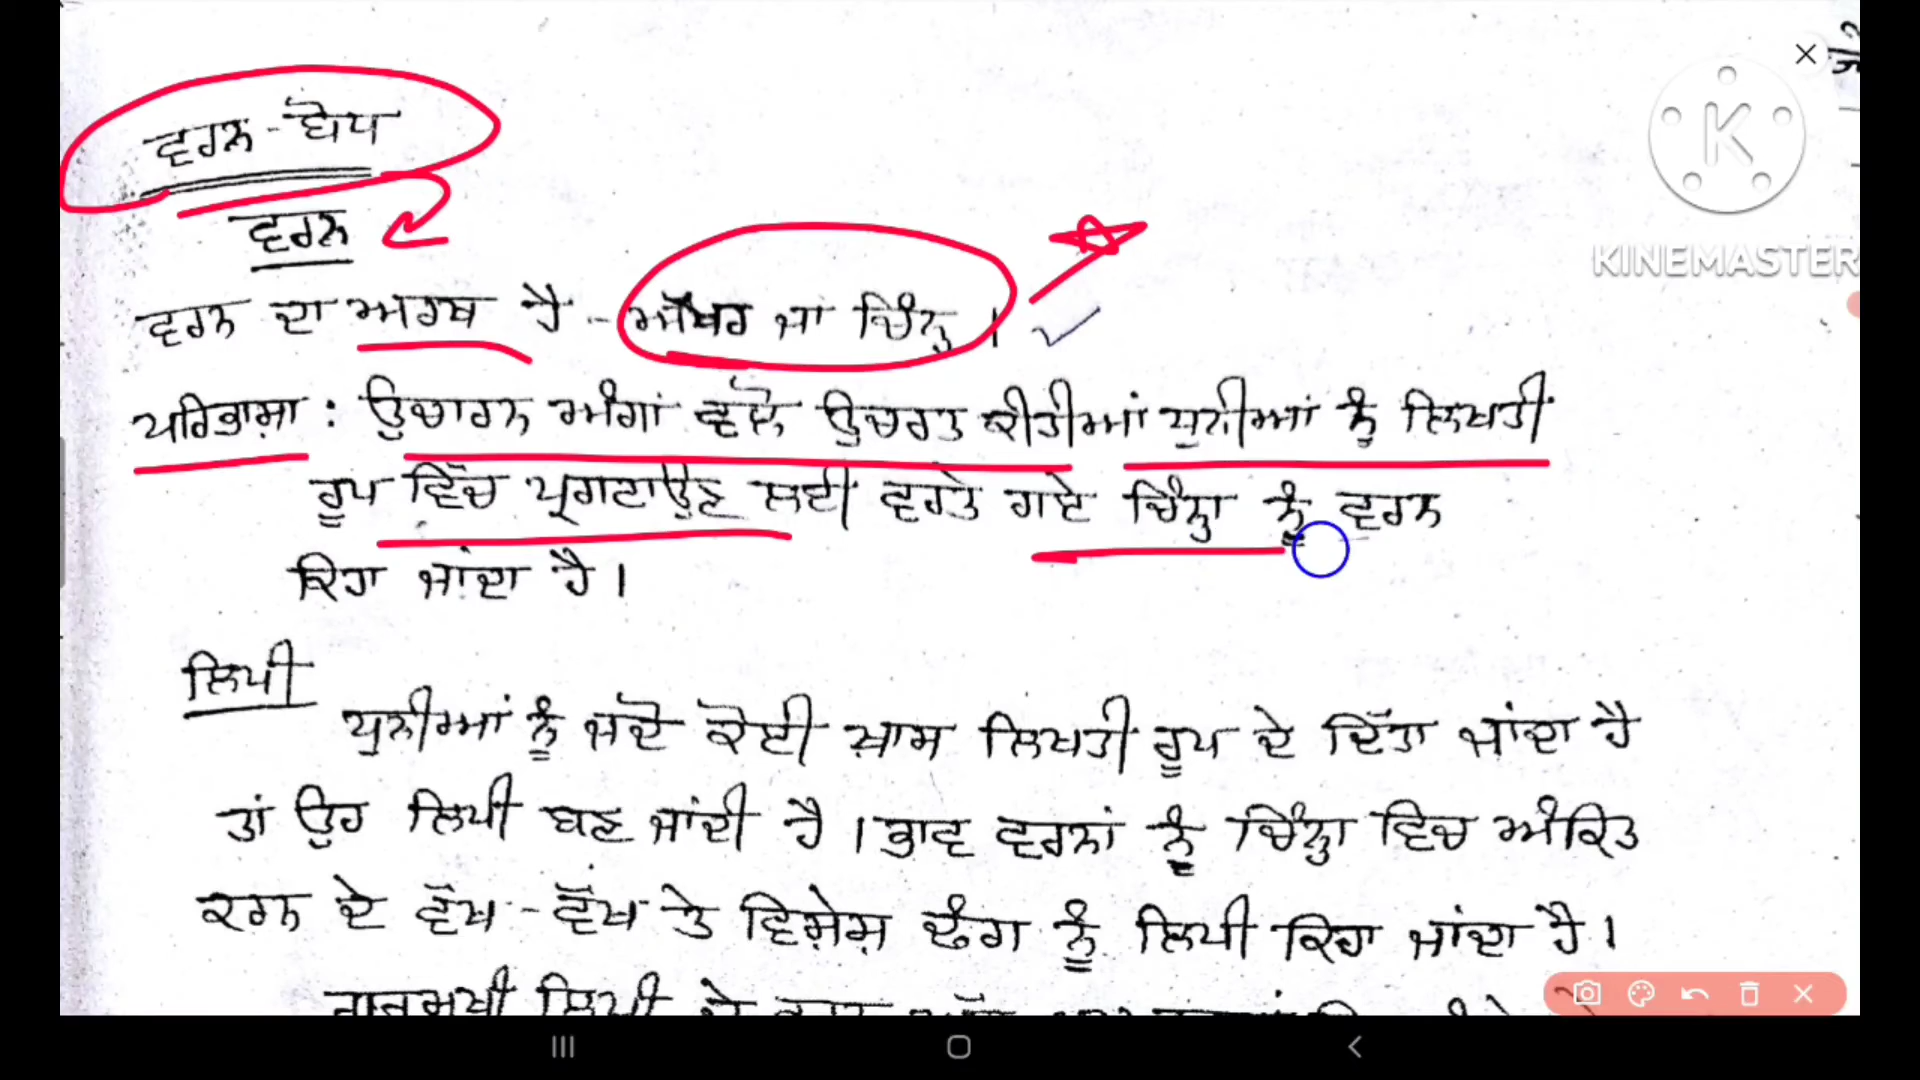 ਵਰਨ-ਬੋਧ
ਵਰਨ
ਵਰਨ ਦਾ ਅਰਥ ਹੈ - ਅੱਖਰ ਜਾਂ ਚਿੰਨ੍ਹ ।
ਪਰਿਭਾਸ਼ਾ : ਉਚਾਰਨ ਅੰਗਾਂ ਵੱਲੋਂ ਉਚਰਤ ਕੀਤੀਆਂ ਧੁਨੀਆਂ ਨੂੰ ਲਿਖਤੀ
ਰੂਪ ਵਿੱਚ ਪ੍ਰਗਟਾਉਣ ਲਈ ਵਰਤੇ ਗਏ ਚਿੰਨ੍ਹਾਂ ਨੂੰ ਵਰਨ
ਕਿਹਾ ਜਾਂਦਾ ਹੈ ।
ਲਿਪੀ
ਧੁਨੀਆਂ ਨੂੰ ਜਦੋਂ ਕੋਈ ਖ਼ਾਸ ਲਿਖਤੀ ਰੂਪ ਦੇ ਦਿੱਤਾ ਜਾਂਦਾ ਹੈ
ਤਾਂ ਉਹ ਲਿਪੀ ਬਣ ਜਾਂਦੀ ਹੈ । ਭਾਵ ਵਰਨਾਂ ਨੂੰ ਚਿੰਨ੍ਹਾਂ ਵਿਚ ਅੰਕਿਤ
ਕਰਨ ਦੇ ਵੱਖ-ਵੱਖ ਤੇ ਵਿਸ਼ੇਸ਼ ਢੰਗ ਨੂੰ ਲਿਪੀ ਕਿਹਾ ਜਾਂਦਾ ਹੈ ।
K
KINEMASTER